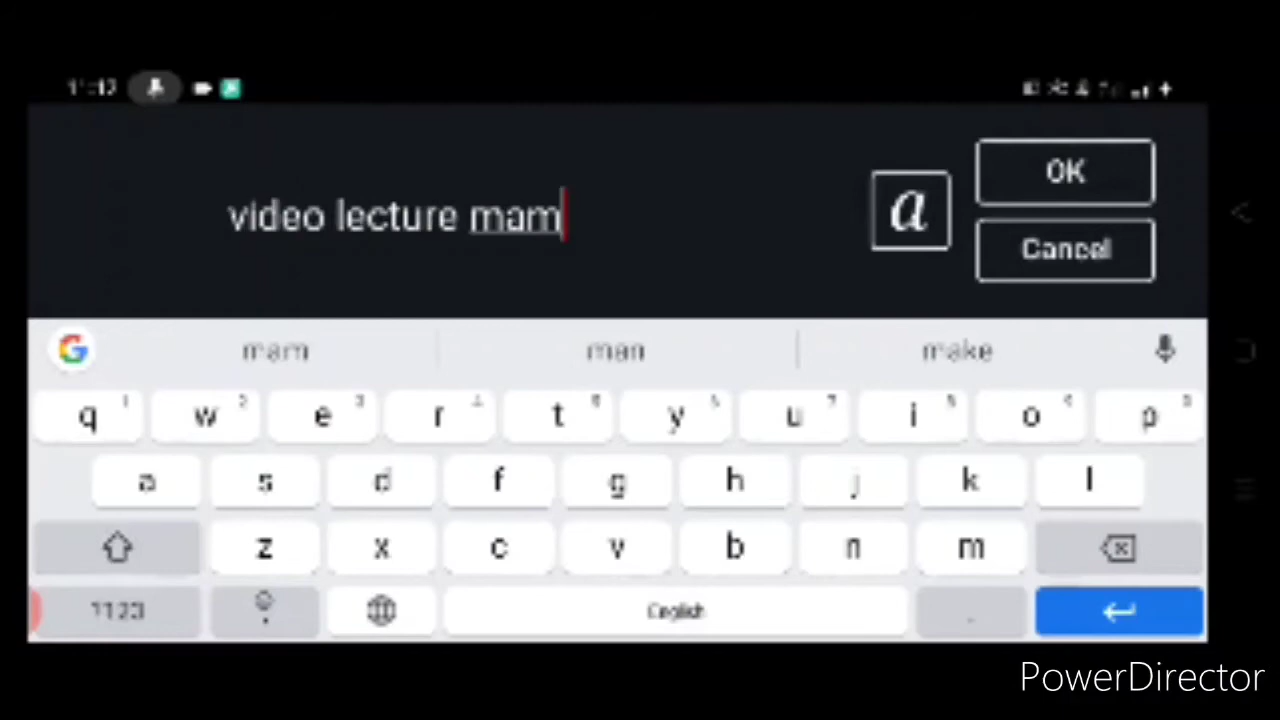 video lecture mam
a
OK
Cancel
G mam man make
q w e r t y u i o p
a s d f g h j k l
z x c v b n m
English .
PowerDirector